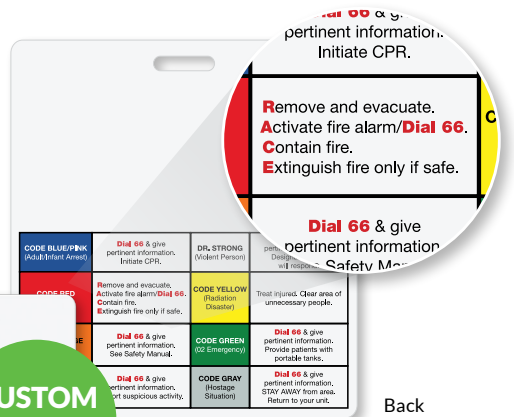 Dial 66 &
pertinent information.
Initiate CPR.
Remove and evacuate.
Activate fire alarm/Dial 66.
Contain fire.
Extinguish fire only if safe.
Dial 66 & give
pertinent information
Safety
CODE BLUE/PINK
(Adult/Infant Arrest)
Dial 66 & give
pertinent information.
Initiate CPR.
DR. STRONG
(Violent Person)
CODE RED
Remove and evacuate.
Activate fire alarm/Dial 66.
Contain fire.
Extinguish fire only if safe.
CODE YELLOW
(Radiation
Disaster)
Treat injured. Clear area of
unnecessary people.
Dial 66 & give
pertinent information.
See Safety Manual.
CODE GREEN
(02 Emergency)
Dial 66 & give
pertinent information.
Provide patients with
portable tanks.
Dial 66 & give
pertinent information.
suspicious activity.
CODE GRAY
(Hostage
Situation)
Dial 66 & give
pertinent information,
STAY AWAY from area.
Return to your unit.
USTOM
Back